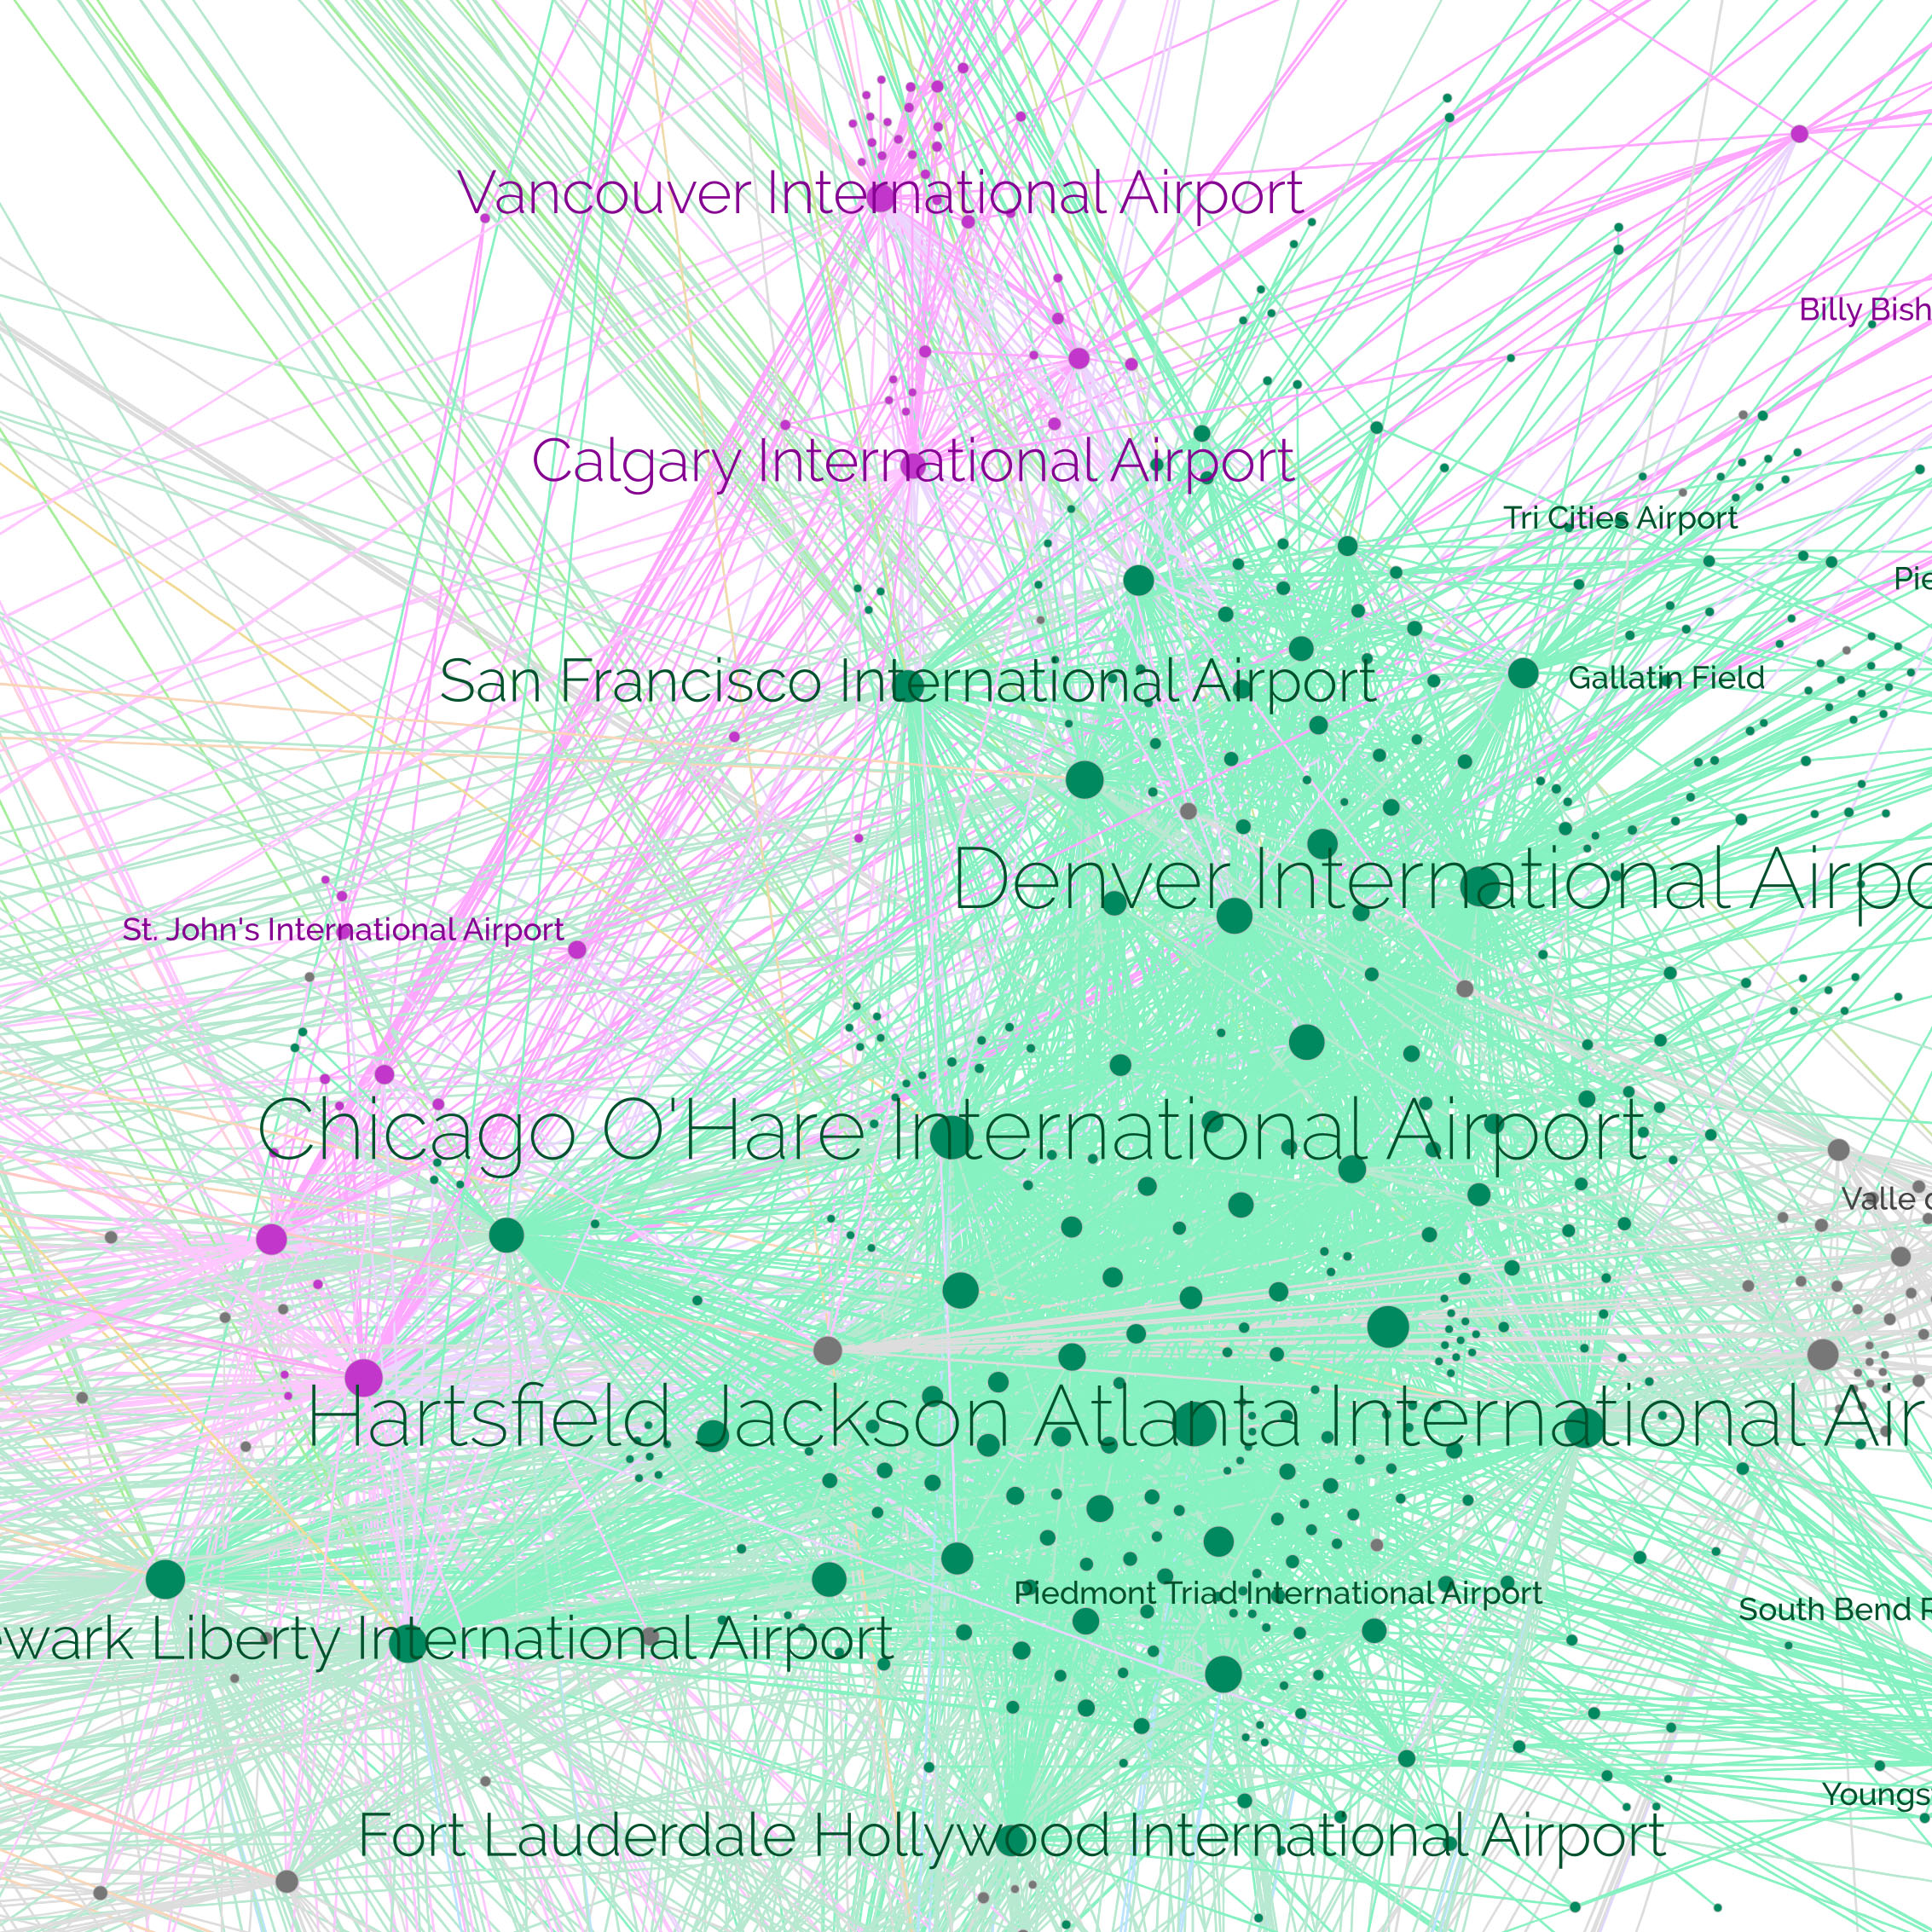 Vancouver International Airport
Billy Bish
Calgary International Airport
Tri Cities Airport
Pie
San Francisco International Airport
Gallatin Field
Denver International Airpo
St. John's International Airport
Chicago O'Hare International Airport
Valle
Hartsfield Jackson Atlanta International Air
Piedmont Triad International Airport
South Bend R
ewark Liberty International Airport
Youngs
Fort Lauderdale Hollywood International Airport